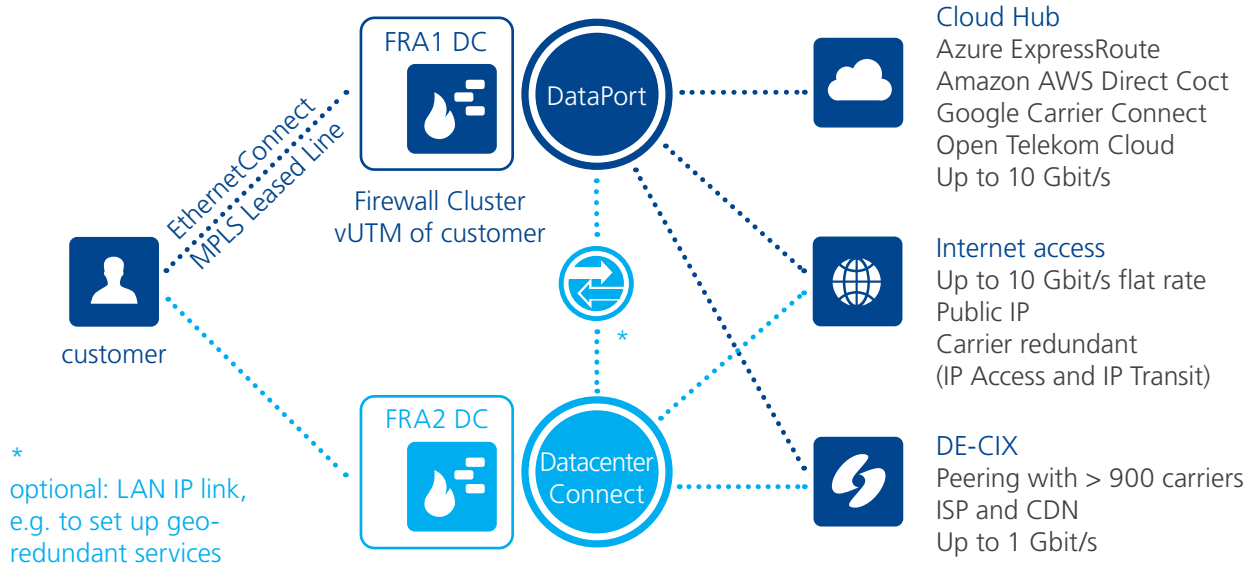 FRA1 DC
DataPort
Firewall Cluster
vUTM of customer
EthernetConnect
MPLS Leased Line
customer
*
FRA2 DC
Datacenter
Connect
*
optional: LAN IP link,
e.g. to set up geo-
redundant services
Cloud Hub
Azure ExpressRoute
Amazon AWS Direct Coct
Google Carrier Connect
Open Telekom Cloud
Up to 10 Gbit/s
Internet access
Up to 10 Gbit/s flat rate
Public IP
Carrier redundant
(IP Access and IP Transit)
DE-CIX
Peering with > 900 carriers
ISP and CDN
Up to 1 Gbit/s